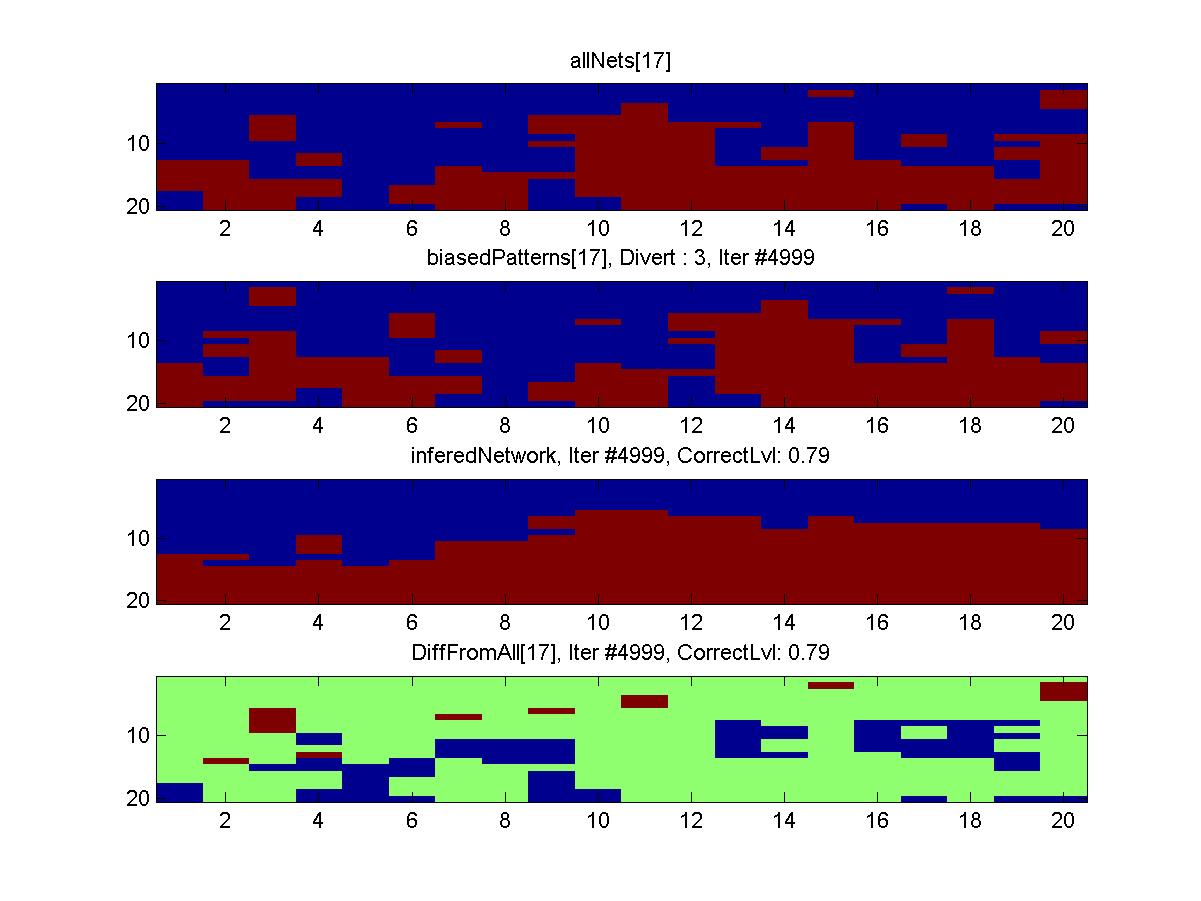 allNets[17]
10
20
2 4 6 8 10 12 14 16 18 20
biasedPatterns[17], Divert : 3, Iter #4999
10
20
2 4 6 8 10 12 14 16 18 20
inferedNetwork, Iter #4999, CorrectLvl: 0.79
10
20
2 4 6 8 10 12 14 16 18 20
DiffFromAll[17], Iter #4999, CorrectLvl: 0.79
10
20
2 4 6 8 10 12 14 16 18 20